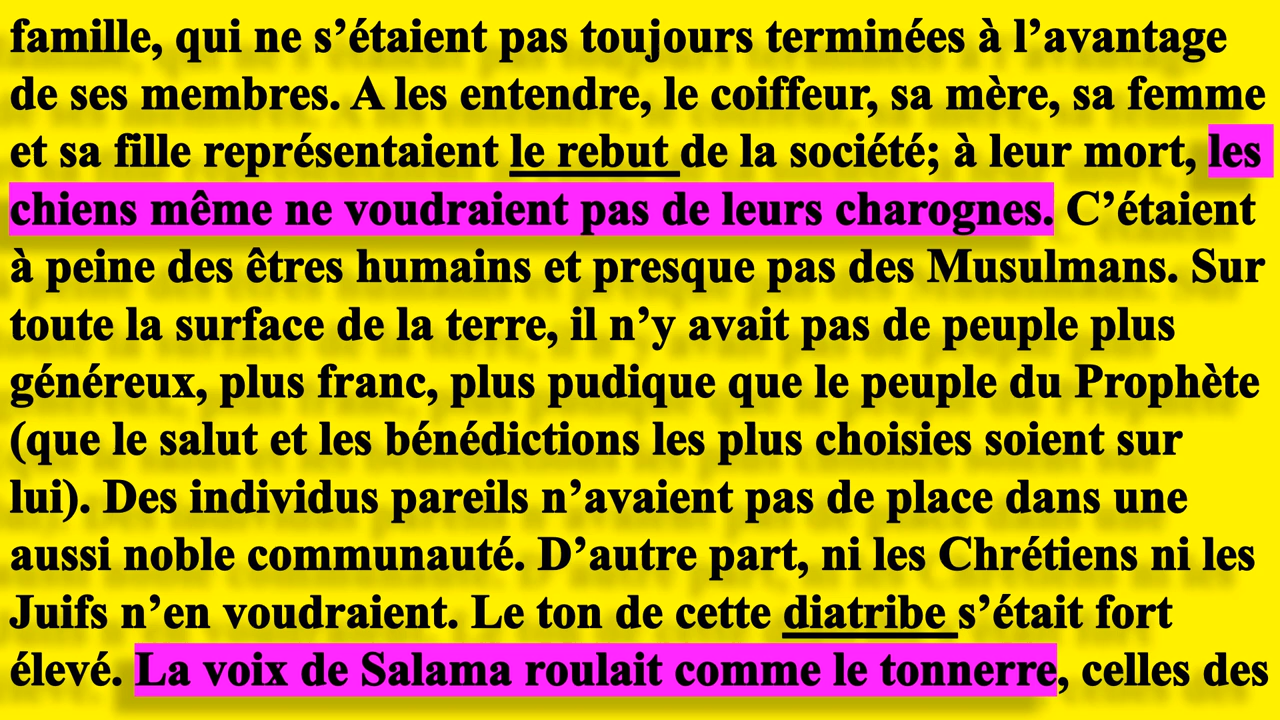 famille, qui ne s’étaient pas toujours terminées à l’avantage
de ses membres. A les entendre, le coiffeur, sa mère, sa femme
et sa fille représentaient le rebut de la société; à leur mort, les
chiens même ne voudraient pas de leurs charognes. C’étaient
à peine des êtres humains et presque pas des Musulmans. Sur
toute la surface de la terre, il n’y avait pas de peuple plus
généreux, plus franc, plus pudique que le peuple du Prophète
(que le salut et les bénédictions les plus choisies soient sur
lui). Des individus pareils n’avaient pas de place dans une
aussi noble communauté. D’autre part, ni les Chrétiens ni les
Juifs n’en voudraient. Le ton de cette diatribe s’était fort
élevé. La voix de Salama roulait comme le tonnerre, celles des